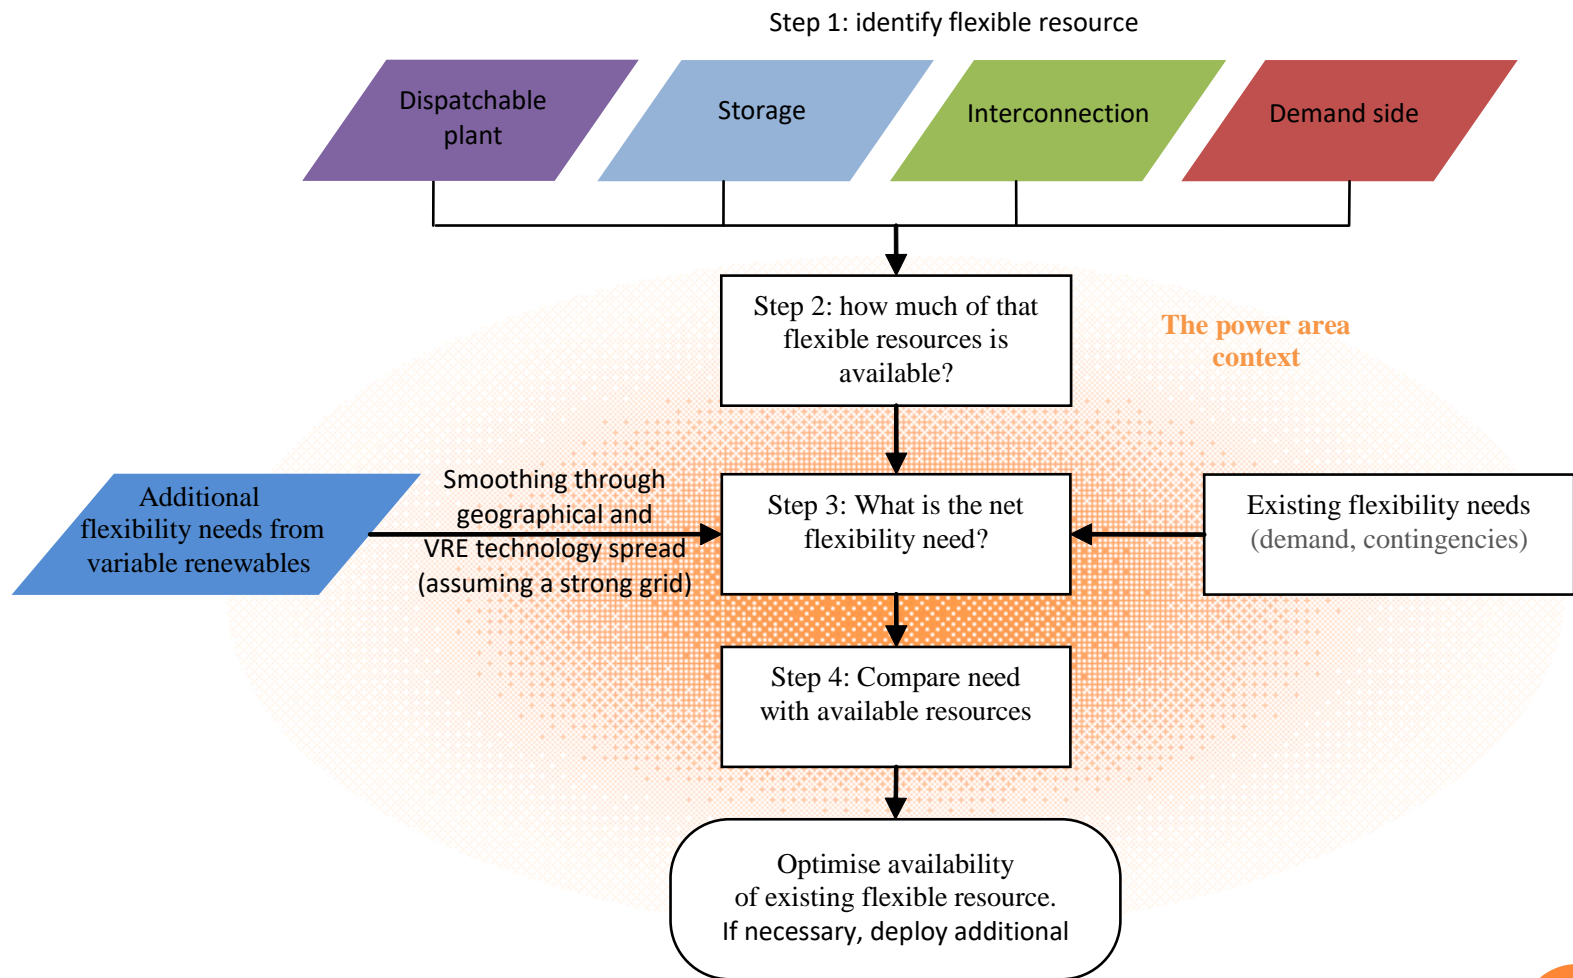 Step 1: identify flexible resource
Dispatchable
plant
Storage
Interconnection
Demand side
Step 2: how much of that
flexible resources is
available?
The power area
context
Additional
flexibility needs from
variable renewables
Smoothing through
geographical and
VRE technology spread
(assuming a strong grid)
Step 3: What is the net
flexibility need?
Existing flexibility needs
(demand, contingencies)
Step 4: Compare need
with available resources
Optimise availability
of existing flexible resource.
If necessary, deploy additional